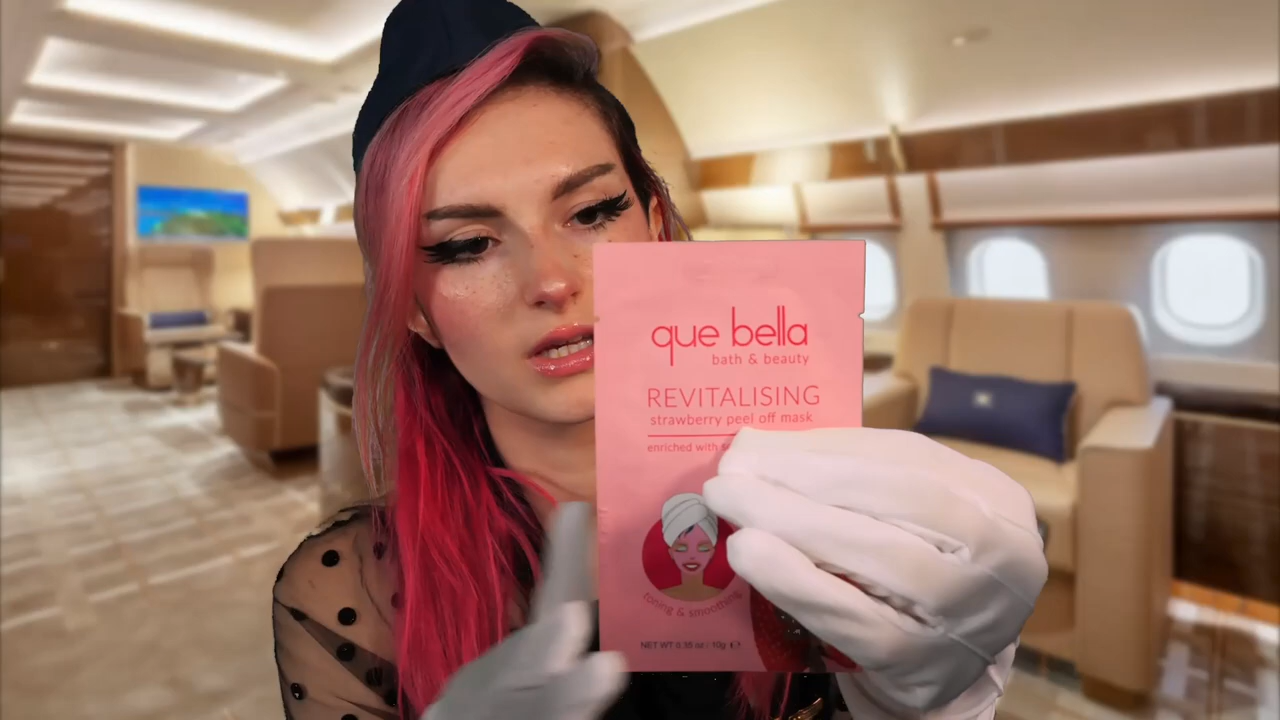 que bella
bath & beauty
REVITALISING
strawberry peel off mask
enriched with
toning & smoothing
NET WT 0.35 oz / 10g e